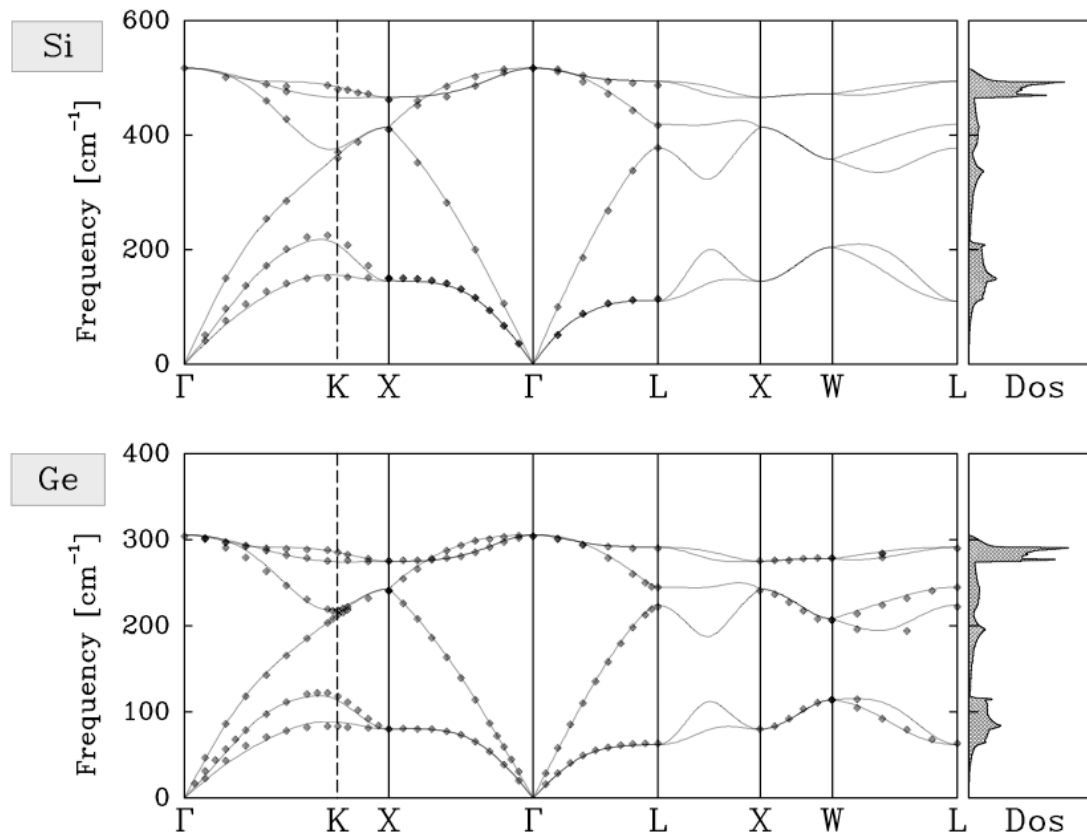 Si
Frequency [cm⁻¹]
600
400
200
0
Γ K X Γ L X W L Dos
Ge
Frequency [cm⁻¹]
400
300
200
100
0
Γ K X Γ L X W L Dos